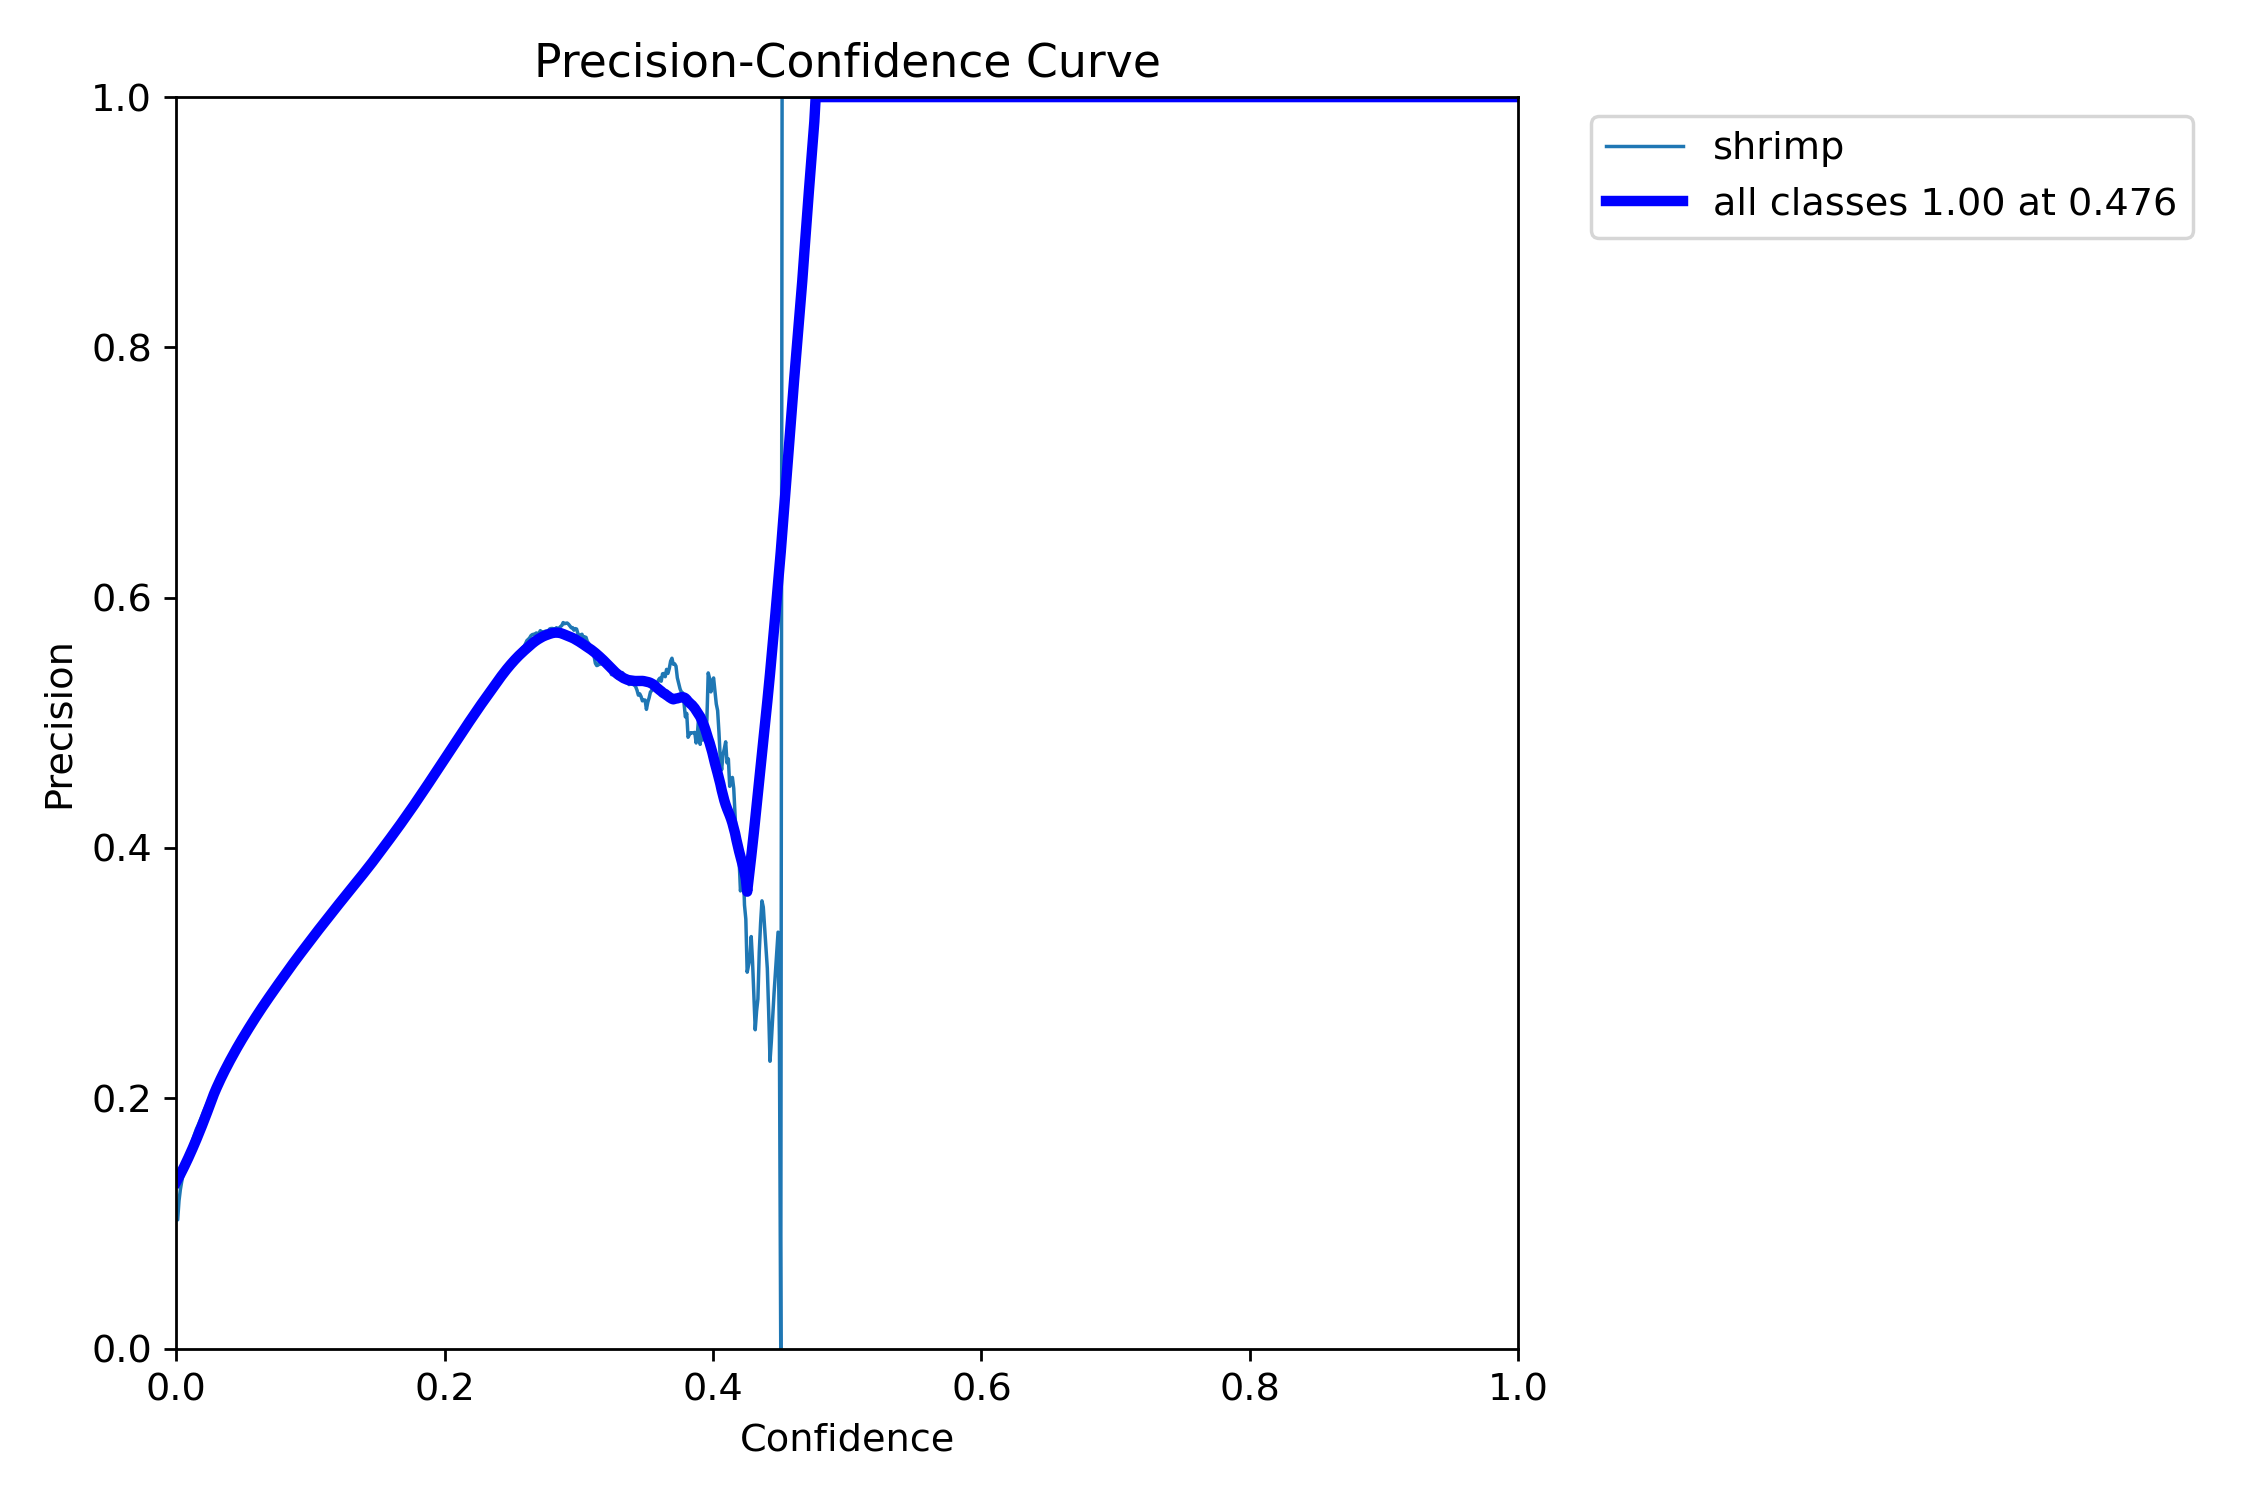 Precision-Confidence Curve
1.0
0.8
0.6
0.4
0.2
0.0
Precision
0.0 0.2 0.4 0.6 0.8 1.0
Confidence
shrimp
all classes 1.00 at 0.476